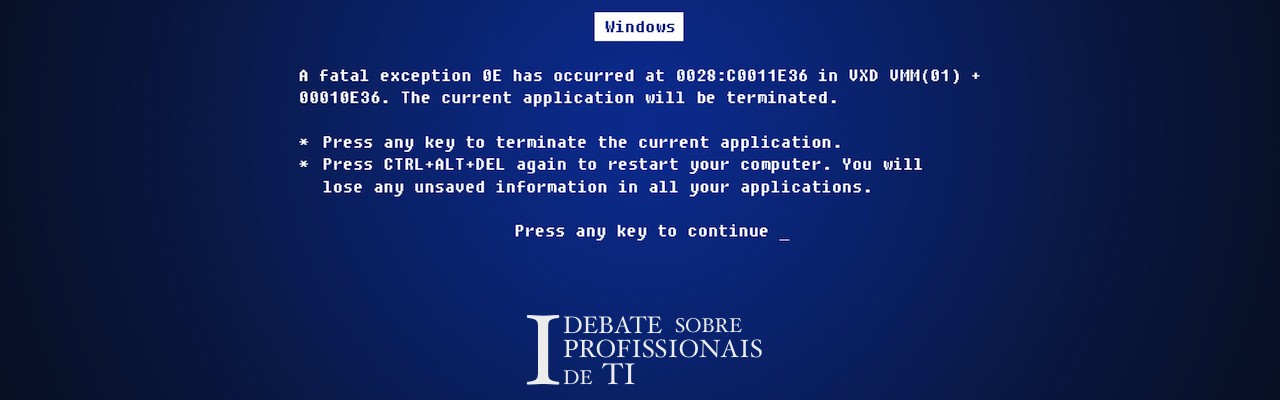 Windows
A fatal exception 0E has occurred at 0028:C0011E36 in VXD VMM(01) +
00010E36. The current application will be terminated.
* Press any key to terminate the current application.
* Press CTRL+ALT+DEL again to restart your computer. You will
lose any unsaved information in all your applications.
Press any key to continue _
I DEBATE SOBRE
PROFISSIONAIS
DE TI